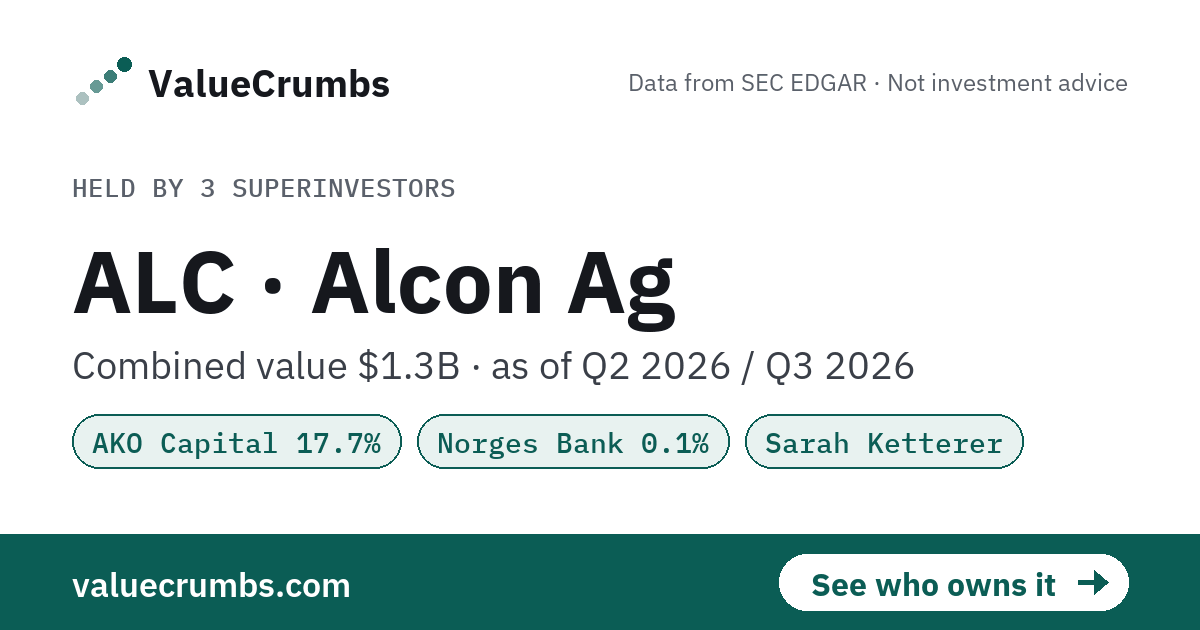 ValueCrumbs
Data from SEC EDGAR · Not investment advice
HELD BY 3 SUPERINVESTORS
ALC · Alcon Ag
Combined value $1.3B · as of Q2 2026 / Q3 2026
AKO Capital 17.7% Norges Bank 0.1% Sarah Ketterer
valuecrumbs.com
See who owns it →